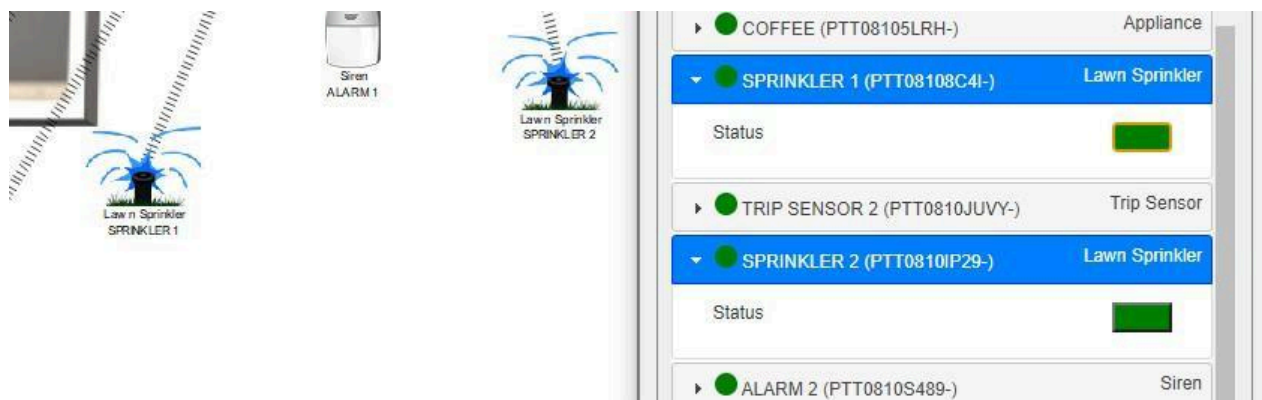 Siren
ALARM 1
Lawn Sprinkler
SPRINKLER 2
Lawn Sprinkler
SPRINKLER 1
COFFEE (PTT08105LRH-) Appliance
SPRINKLER 1 (PTT08108C4I-) Lawn Sprinkler
Status
TRIP SENSOR 2 (PTT0810JUVY-) Trip Sensor
SPRINKLER 2 (PTT0810IP29-) Lawn Sprinkler
Status
ALARM 2 (PTT0810S489-) Siren